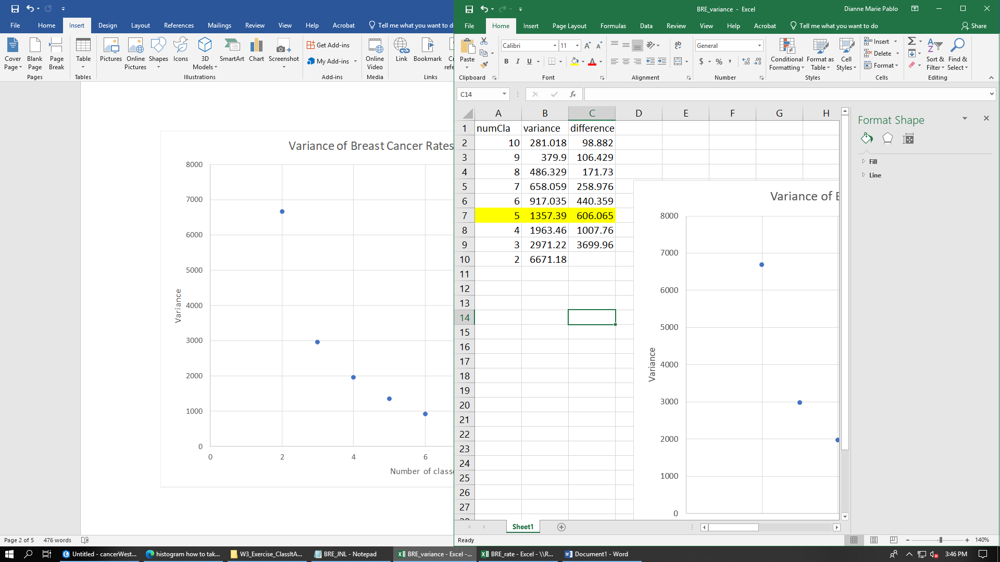 File Home Insert Design Layout References Mailings Review View Help Acrobat Tell me what you want to d
Cover Page Blank Page Page Break Table Pictures Online Pictures Shapes Icons 3D Models SmartArt Chart Screenshot Get Add-ins My Add-ins Online Video Link Bookmark
Pages Tables Illustrations Add-ins Media Links
Variance of Breast Cancer Rates
8000
7000
6000
5000
4000
3000
2000
1000
0
Variance
0 2 4 6
Number of classe
Page 2 of 5 476 words
BRE_variance - Excel
Dianne Marie Pablo
File Home Insert Page Layout Formulas Data Review View Help Acrobat Tell me what you want to do Share
Paste Calibri 11 General Conditional Formatting Format as Table Cell Styles Insert Delete Format Sort & Filter Find & Select
Clipboard Font Alignment Number Styles Cells Editing
C14 fx
A B C D E F G H
1 numCla variance difference
2 10 281.018 98.882
3 9 379.9 106.429
4 8 486.329 171.73
5 7 658.059 258.976
6 6 917.035 440.359
7 5 1357.39 606.065
8 4 1963.46 1007.76
9 3 2971.22 3699.96
10 2 6671.18
11
12
13
14
15
16
17
18
19
20
21
22
23
24
25
26
27
Variance of
8000
7000
6000
5000
4000
3000
2000
1000
0
Variance
Format Shape
Fill
Line
Sheet1
Ready
140%
Untitled - cancerWest... histogram how to tak... W3_Exercise_ClassItA... BRE_JNL - Notepad BRE_variance - Excel -... BRE_rate - Excel - \\R... Document1 - Word 3:46 PM